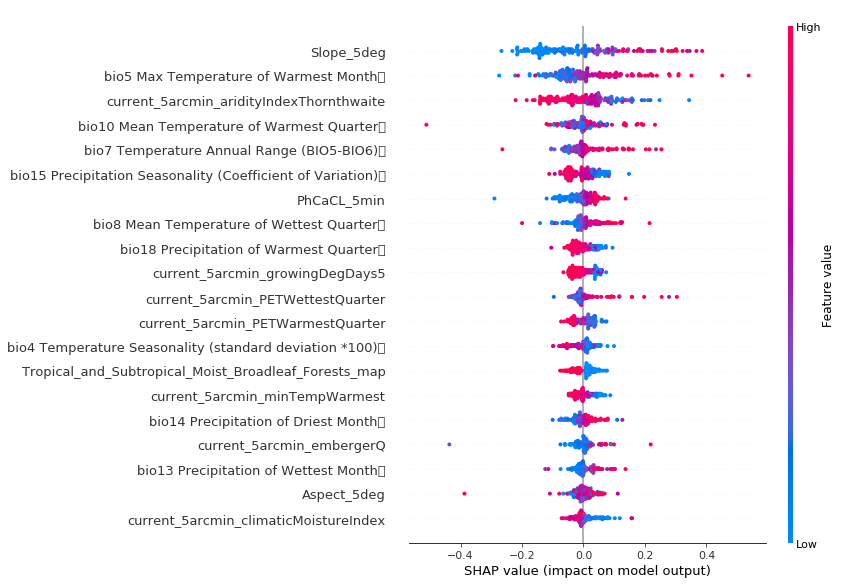 High
Slope_5deg
bio5 Max Temperature of Warmest Month▯
current_5arcmin_aridityIndexThornthwaite
bio10 Mean Temperature of Warmest Quarter▯
bio7 Temperature Annual Range (BIO5-BIO6)▯
bio15 Precipitation Seasonality (Coefficient of Variation)▯
PhCaCL_5min
bio8 Mean Temperature of Wettest Quarter▯
bio18 Precipitation of Warmest Quarter▯
current_5arcmin_growingDegDays5
current_5arcmin_PETWettestQuarter
current_5arcmin_PETWarmestQuarter
bio4 Temperature Seasonality (standard deviation *100)▯
Tropical_and_Subtropical_Moist_Broadleaf_Forests_map
current_5arcmin_minTempWarmest
bio14 Precipitation of Driest Month▯
current_5arcmin_embergerQ
bio13 Precipitation of Wettest Month▯
Aspect_5deg
current_5arcmin_climaticMoistureIndex
Feature value
Low
−0.4 −0.2 0.0 0.2 0.4
SHAP value (impact on model output)